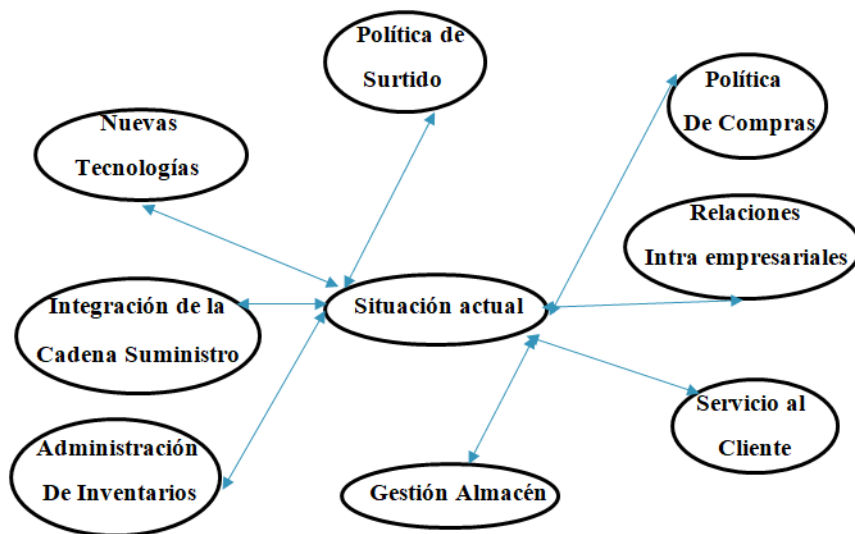 Política de
Surtido
Política
De Compras
Nuevas
Tecnologías
Relaciones
Intra empresariales
Integración de la
Cadena Suministro
Situación actual
Servicio al
Cliente
Administración
De Inventarios
Gestión Almacén